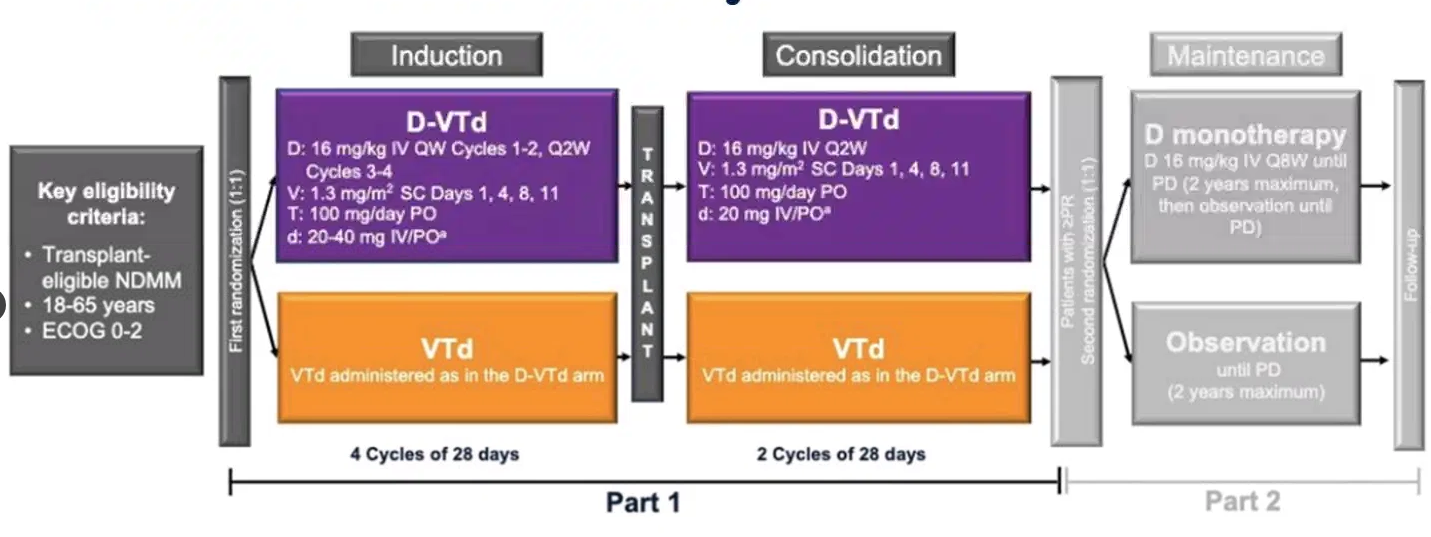 Induction
Consolidation
Maintenance
Key eligibility
criteria:
• Transplant-
eligible NDMM
• 18-65 years
• ECOG 0-2
First randomization (1:1)
D-VTd
D: 16 mg/kg IV QW Cycles 1-2, Q2W
Cycles 3-4
V: 1.3 mg/m² SC Days 1, 4, 8, 11
T: 100 mg/day PO
d: 20-40 mg IV/POª
VTd
VTd administered as in the D-VTd arm
4 Cycles of 28 days
TRANSPLANT
D-VTd
D: 16 mg/kg IV Q2W
V: 1.3 mg/m² SC Days 1, 4, 8, 11
T: 100 mg/day PO
d: 20 mg IV/POª
VTd
VTd administered as in the D-VTd arm
2 Cycles of 28 days
Patients with ≥PR
Second randomization (1:1)
D monotherapy
D 16 mg/kg IV Q8W until
PD (2 years maximum,
then observation until
PD)
Observation
until PD
(2 years maximum)
Follow-up
Part 1
Part 2